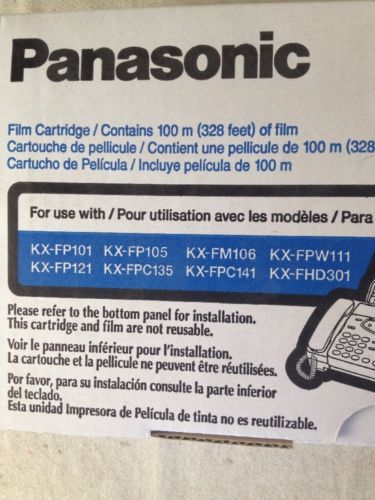 Panasonic
Film Cartridge / Contains 100 m (328 feet) of film
Cartouche de pellicule / Contient une pellicule de 100 m (328
Cartucho de Película / Incluye película de 100 m
For use with / Pour utilisation avec les modèles / Para
KX-FP101 KX-FP105 KX-FM106 KX-FPW111
KX-FP121 KX-FPC135 KX-FPC141 KX-FHD301
Please refer to the bottom panel for installation.
This cartridge and film are not reusable.
Voir le panneau inférieur pour l'installation.
La cartouche et la pellicule ne peuvent être réutilisées.
Por favor, para su instalación consulte la parte inferior
del teclado.
Esta unidad Impresora de Película de tinta no es reutilizable.